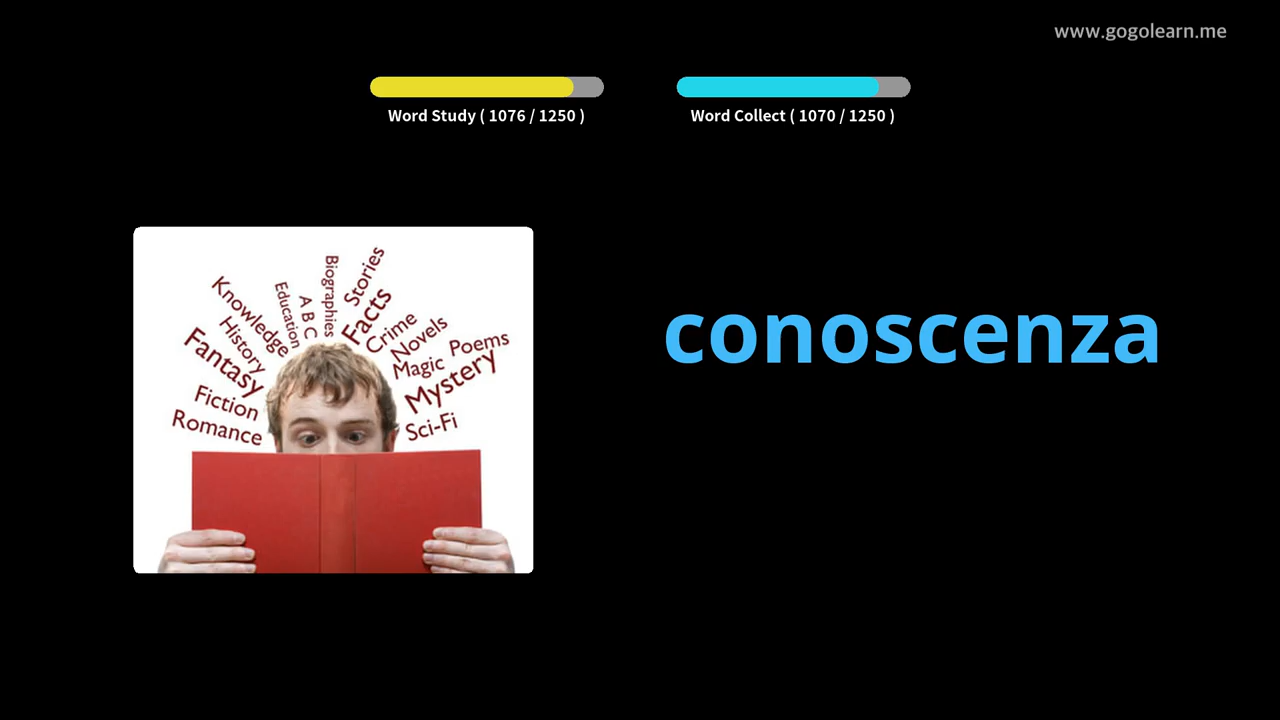 www.gogolearn.me
Word Study ( 1076 / 1250 )
Word Collect ( 1070 / 1250 )
conoscenza
Romance
Fiction
Fantasy
History
Knowledge
Education
A B C
Biographies
Stories
Facts
Crime
Novels
Magic
Poems
Mystery
Sci-Fi